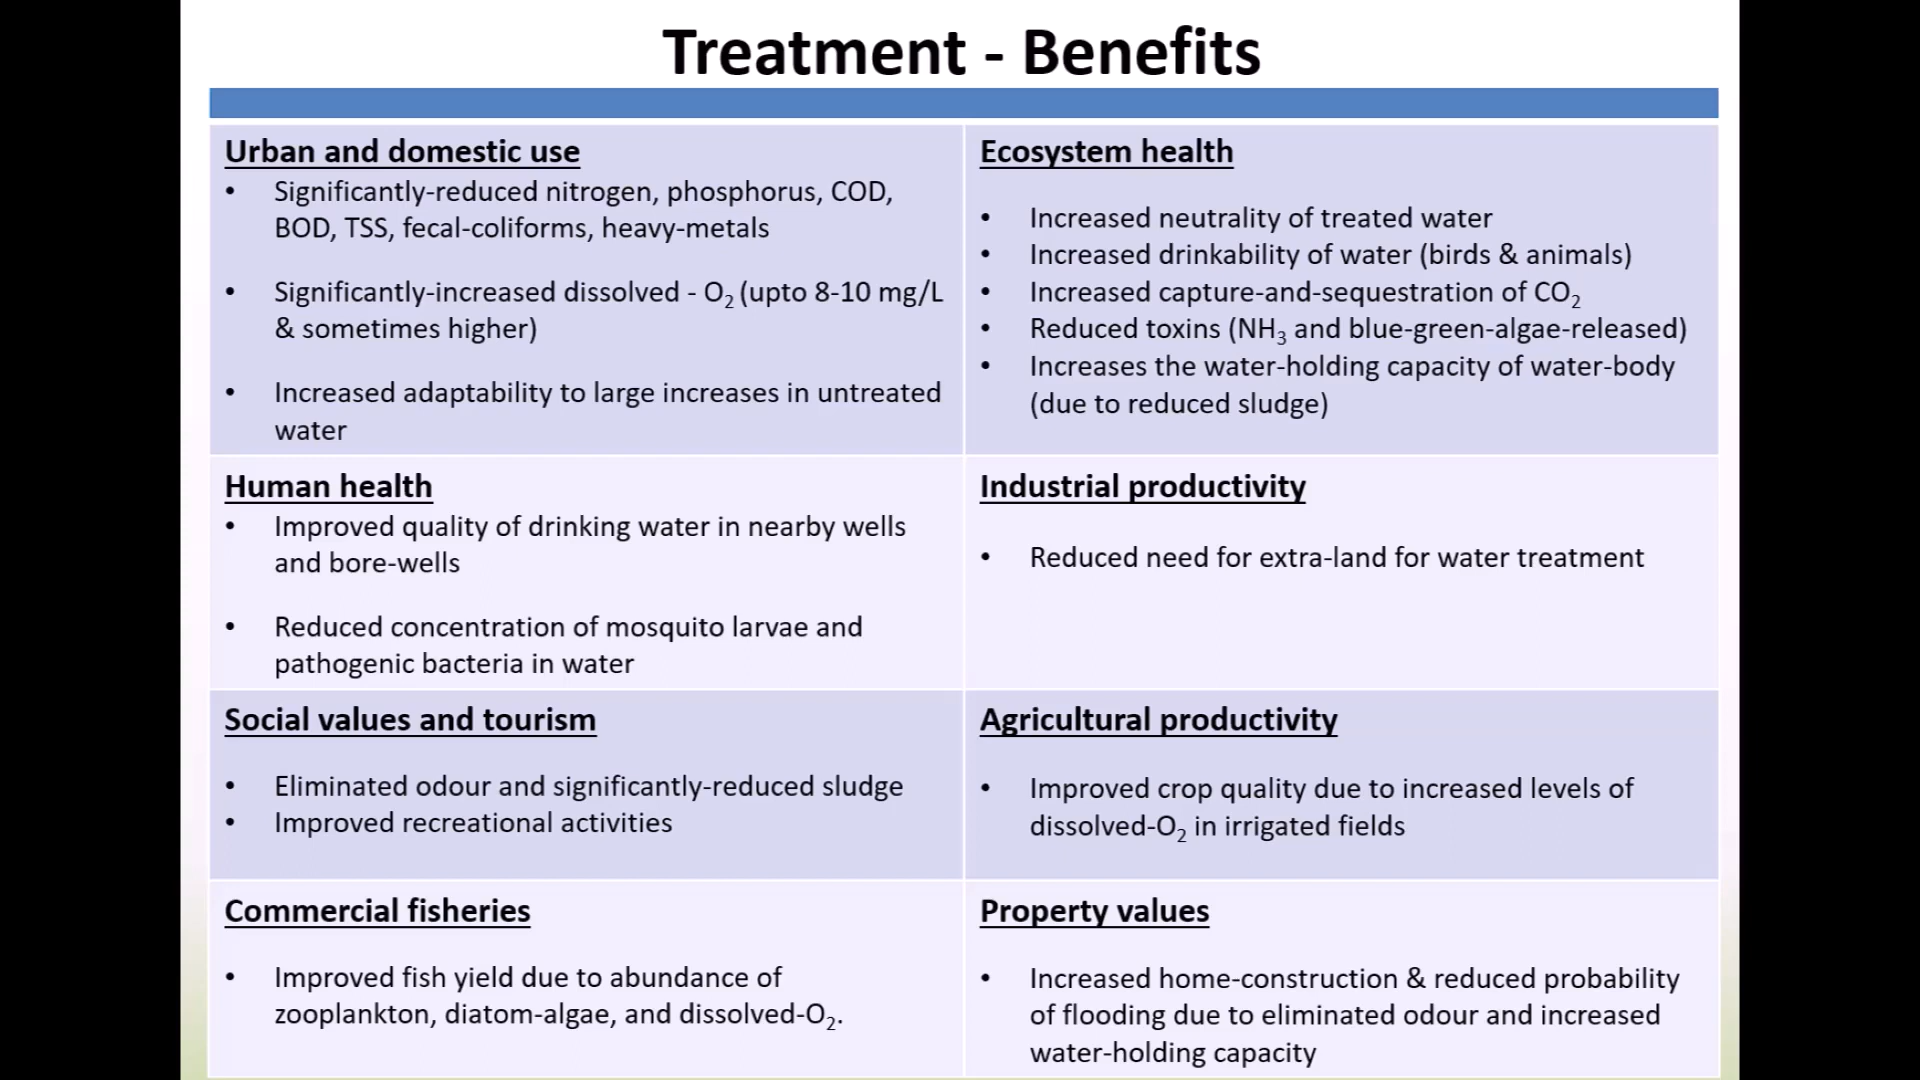 Treatment - Benefits
Urban and domestic use
• Significantly-reduced nitrogen, phosphorus, COD,
BOD, TSS, fecal-coliforms, heavy-metals
• Significantly-increased dissolved - O₂ (upto 8-10 mg/L
& sometimes higher)
• Increased adaptability to large increases in untreated
water
Ecosystem health
• Increased neutrality of treated water
• Increased drinkability of water (birds & animals)
• Increased capture-and-sequestration of CO₂
• Reduced toxins (NH₃ and blue-green-algae-released)
• Increases the water-holding capacity of water-body
(due to reduced sludge)
Human health
• Improved quality of drinking water in nearby wells
and bore-wells
• Reduced concentration of mosquito larvae and
pathogenic bacteria in water
Industrial productivity
• Reduced need for extra-land for water treatment
Social values and tourism
• Eliminated odour and significantly-reduced sludge
• Improved recreational activities
Agricultural productivity
• Improved crop quality due to increased levels of
dissolved-O₂ in irrigated fields
Commercial fisheries
• Improved fish yield due to abundance of
zooplankton, diatom-algae, and dissolved-O₂.
Property values
• Increased home-construction & reduced probability
of flooding due to eliminated odour and increased
water-holding capacity